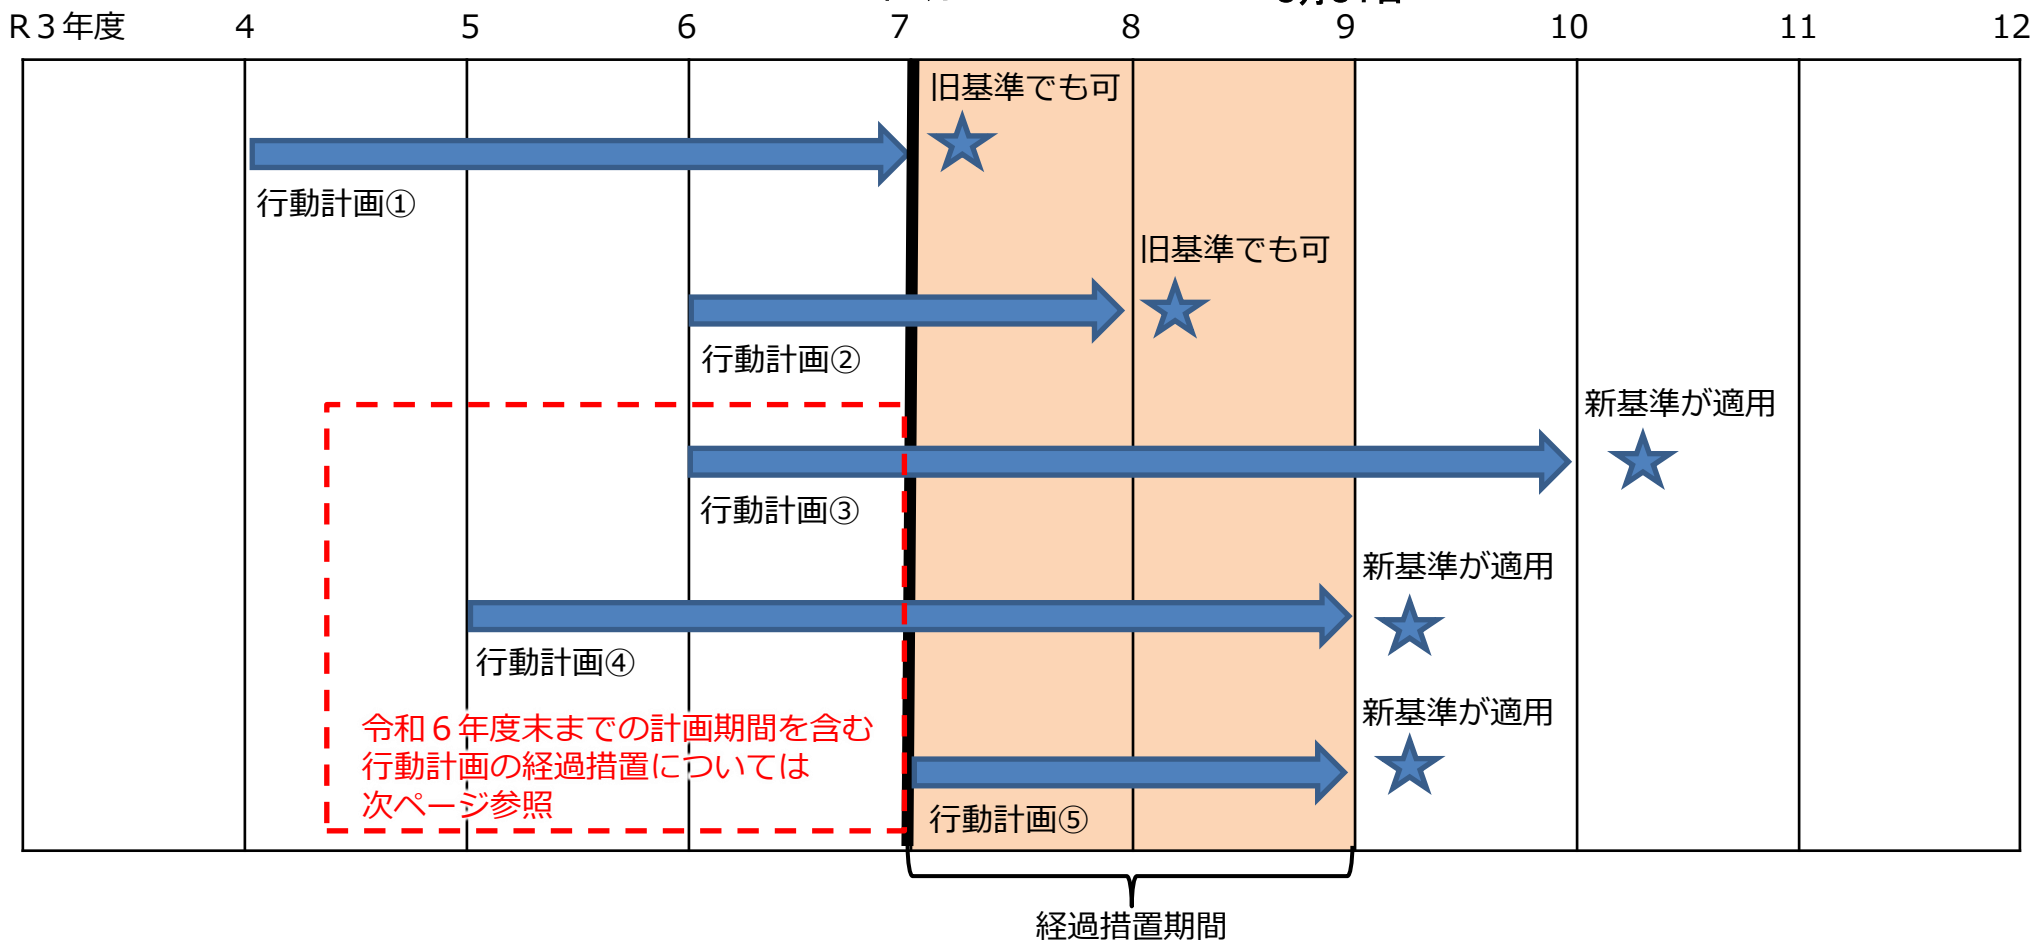 R３年度 4 5 6 7 8 9 10 11 12
旧基準でも可
行動計画①
旧基準でも可
行動計画②
新基準が適用
行動計画③
新基準が適用
行動計画④
新基準が適用
令和６年度末までの計画期間を含む
行動計画の経過措置については
次ページ参照
行動計画⑤
経過措置期間